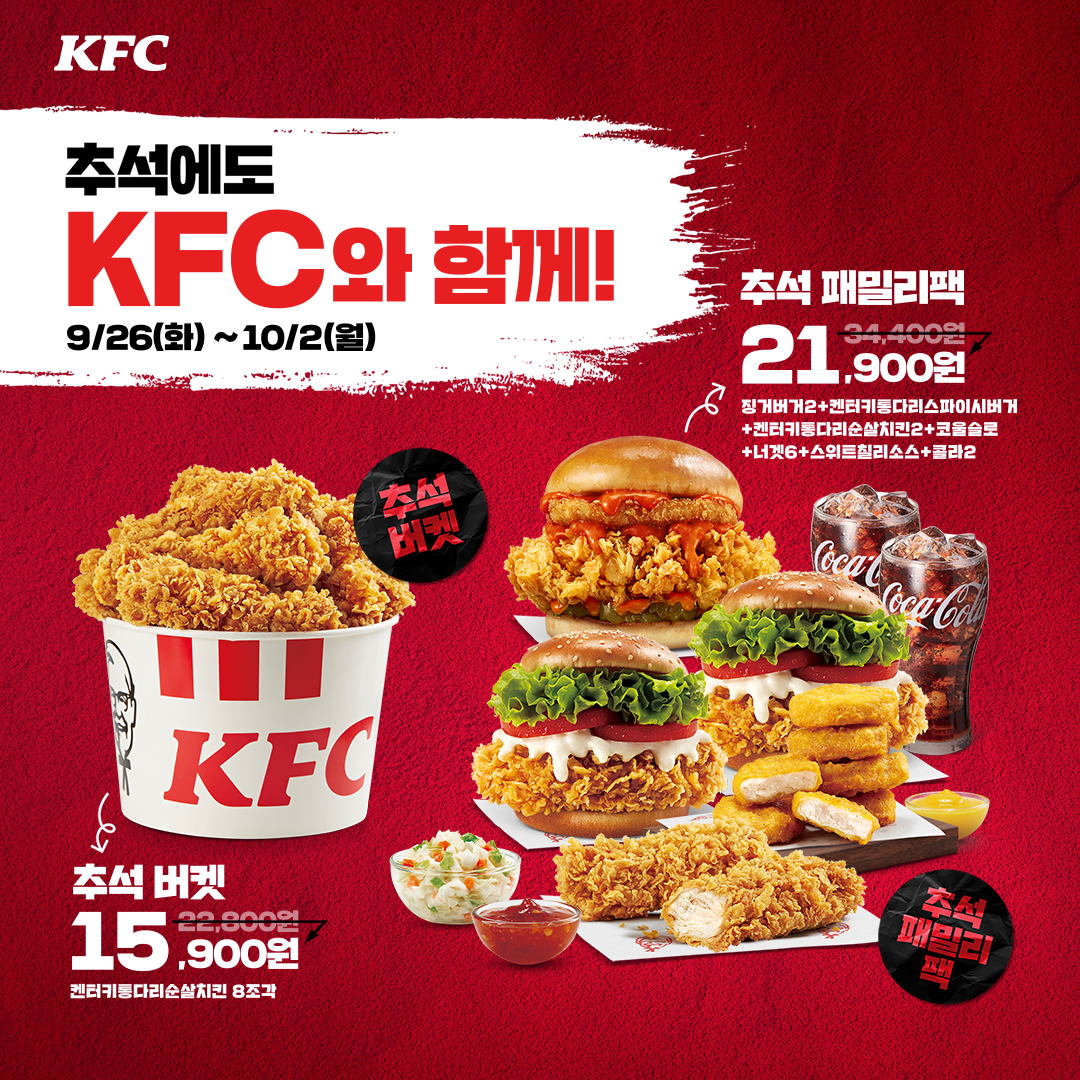 KFC
추석에도
KFC와 함께!
9/26(화) ~ 10/2(월)
추석 패밀리팩
34,400원
21,900원
징거버거2+켄터키통다리스파이시버거
+켄터키통다리순살치킨2+코울슬로
+너겟6+스위트칠리소스+콜라2
추석
버켓
KFC
Coca-C
Coca-Cola
추석 버켓
22,800원
15,900원
켄터키통다리순살치킨 8조각
추석
패밀리
팩